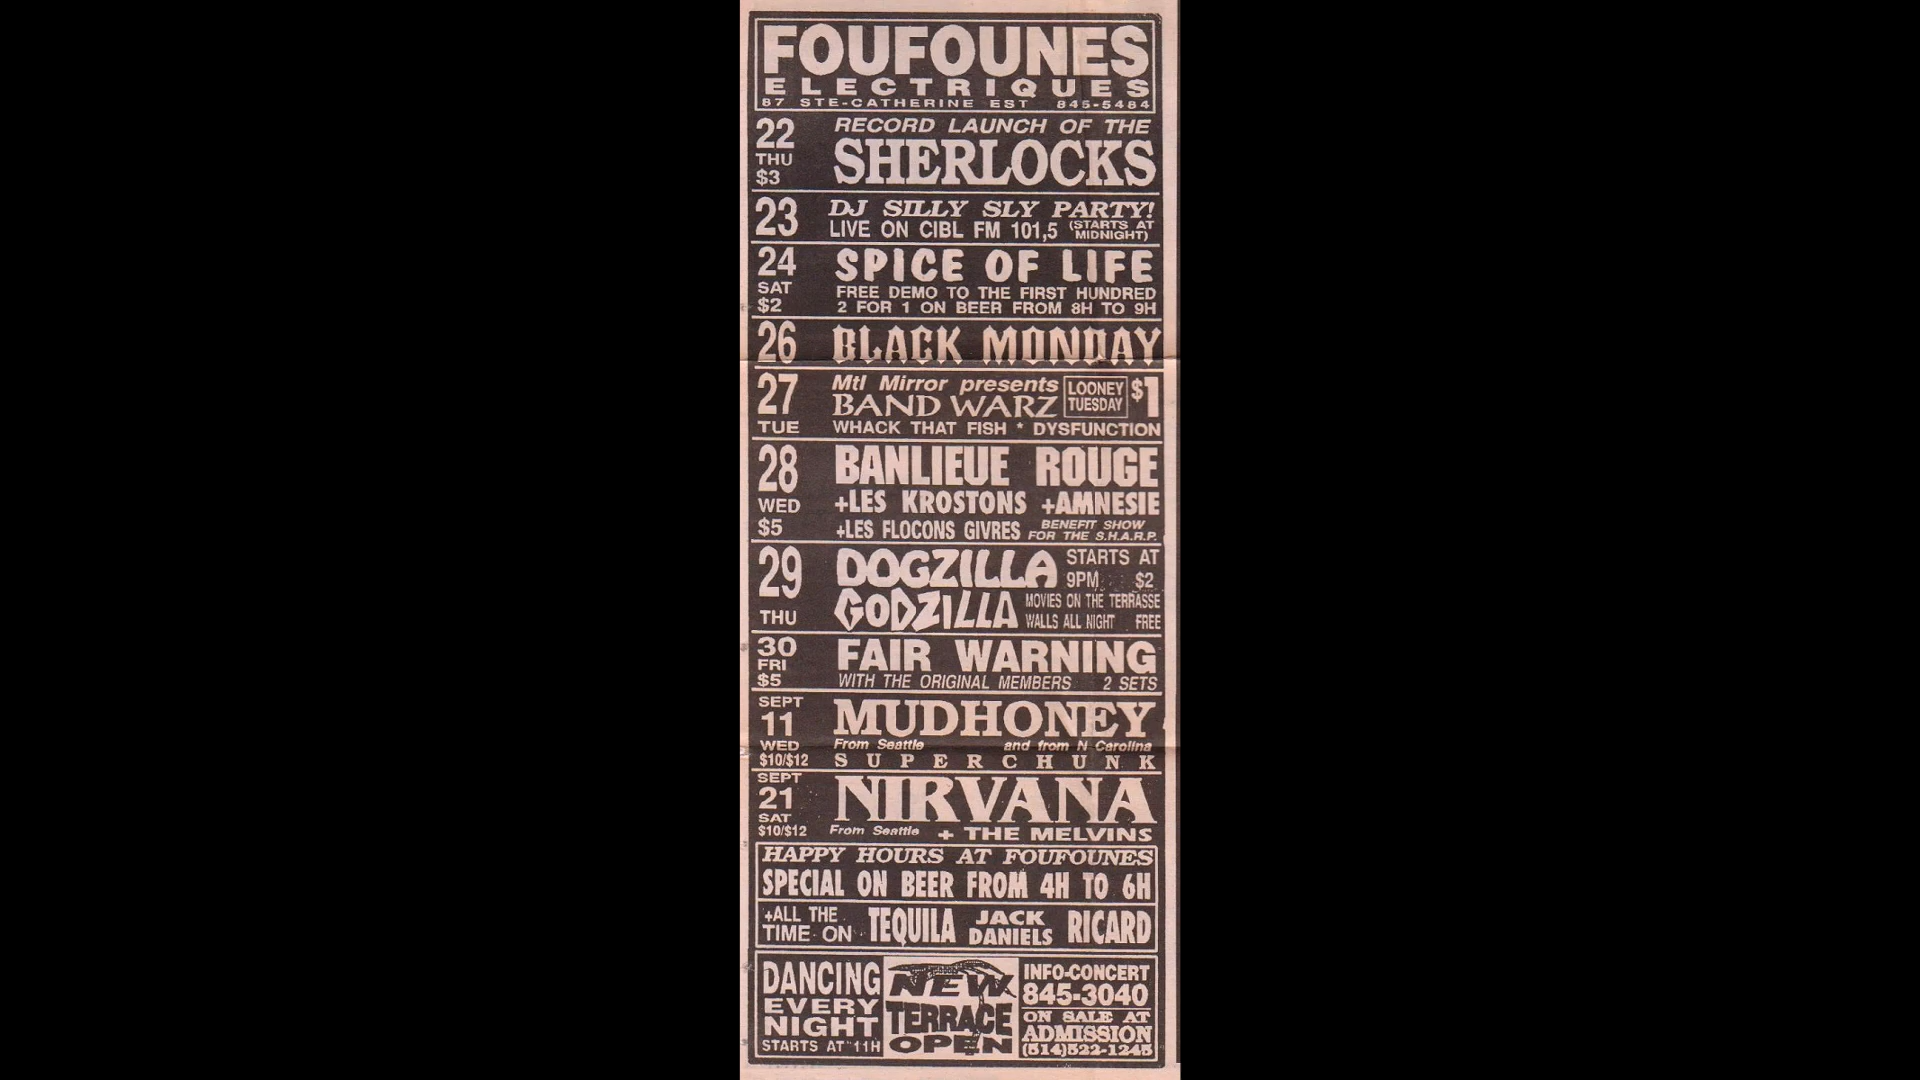 FOUFOUNES
ELECTRIQUES
87 STE-CATHERINE EST 845-5484
22 THU $3
RECORD LAUNCH OF THE
SHERLOCKS
23
DJ SILLY SLY PARTY!
LIVE ON CIBL FM 101,5 (STARTS AT MIDNIGHT)
24 SAT $2
SPICE OF LIFE
FREE DEMO TO THE FIRST HUNDRED
2 FOR 1 ON BEER FROM 8H TO 9H
26 BLACK MONDAY
27 TUE
Mtl Mirror presents
BAND WARZ
LOONEY TUESDAY $1
WHACK THAT FISH * DYSFUNCTION
28 WED $5
BANLIEUE ROUGE
+LES KROSTONS +AMNESIE
+LES FLOCONS GIVRES
BENEFIT SHOW
FOR THE S.H.A.R.P.
29 THU
DOGZILLA STARTS AT
9PM $2
GODZILLA MOVIES ON THE TERRASSE
WALLS ALL NIGHT FREE
30 FRI $5
FAIR WARNING
WITH THE ORIGINAL MEMBERS 2 SETS
SEPT 11 WED $10/$12
MUDHONEY
From Seattle and from N Carolina
SUPERCHUNK
SEPT 21 SAT $10/$12
NIRVANA
From Seattle + THE MELVINS
HAPPY HOURS AT FOUFOUNES
SPECIAL ON BEER FROM 4H TO 6H
+ALL THE TIME ON TEQUILA JACK DANIELS RICARD
DANCING
EVERY
NIGHT
STARTS AT 11H
NEW
TERRACE
OPEN
INFO-CONCERT
845-3040
ON SALE AT
ADMISSION
(514)522-1245